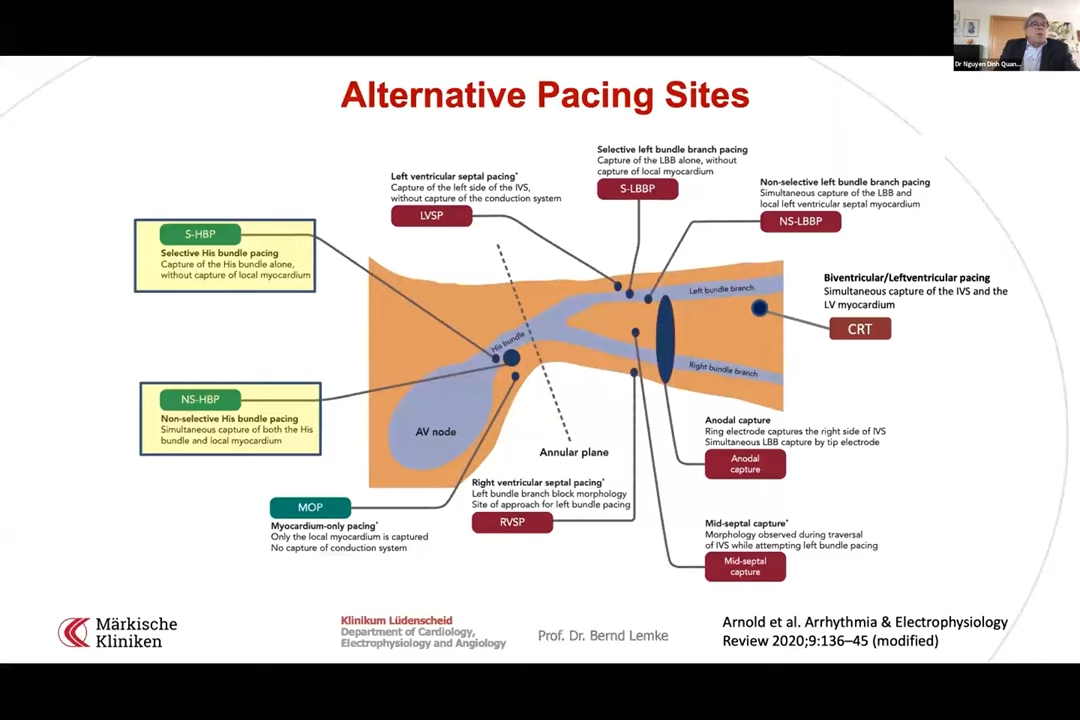 Dr Nguyen Dinh Quan...
Alternative Pacing Sites
Selective left bundle branch pacing
Capture of the LBB alone, without
capture of local myocardium
S-LBBP
Left ventricular septal pacing*
Capture of the left side of the IVS,
without capture of the conduction system
LVSP
Non-selective left bundle branch pacing
Simultaneous capture of the LBB and
local left ventricular septal myocardium
NS-LBBP
S-HBP
Selective His bundle pacing
Capture of the His bundle alone,
without capture of local myocardium
Biventricular/Leftventricular pacing
Simultaneous capture of the IVS and the
LV myocardium
CRT
Left bundle branch
His bundle
Right bundle branch
AV node
Annular plane
NS-HBP
Non-selective His bundle pacing
Simultaneous capture of both the His
bundle and local myocardium
Anodal capture
Ring electrode captures the right side of IVS
Simultaneous LBB capture by tip electrode
Anodal
capture
MOP
Myocardium-only pacing*
Only the local myocardium is captured
No capture of conduction system
Right ventricular septal pacing*
Left bundle branch block morphology
Site of approach for left bundle pacing
RVSP
Mid-septal capture*
Morphology observed during traversal
of IVS while attempting left bundle pacing
Mid-septal
capture
Märkische
Kliniken
Klinikum Lüdenscheid
Department of Cardiology,
Electrophysiology and Angiology
Prof. Dr. Bernd Lemke
Arnold et al. Arrhythmia & Electrophysiology
Review 2020;9:136–45 (modified)